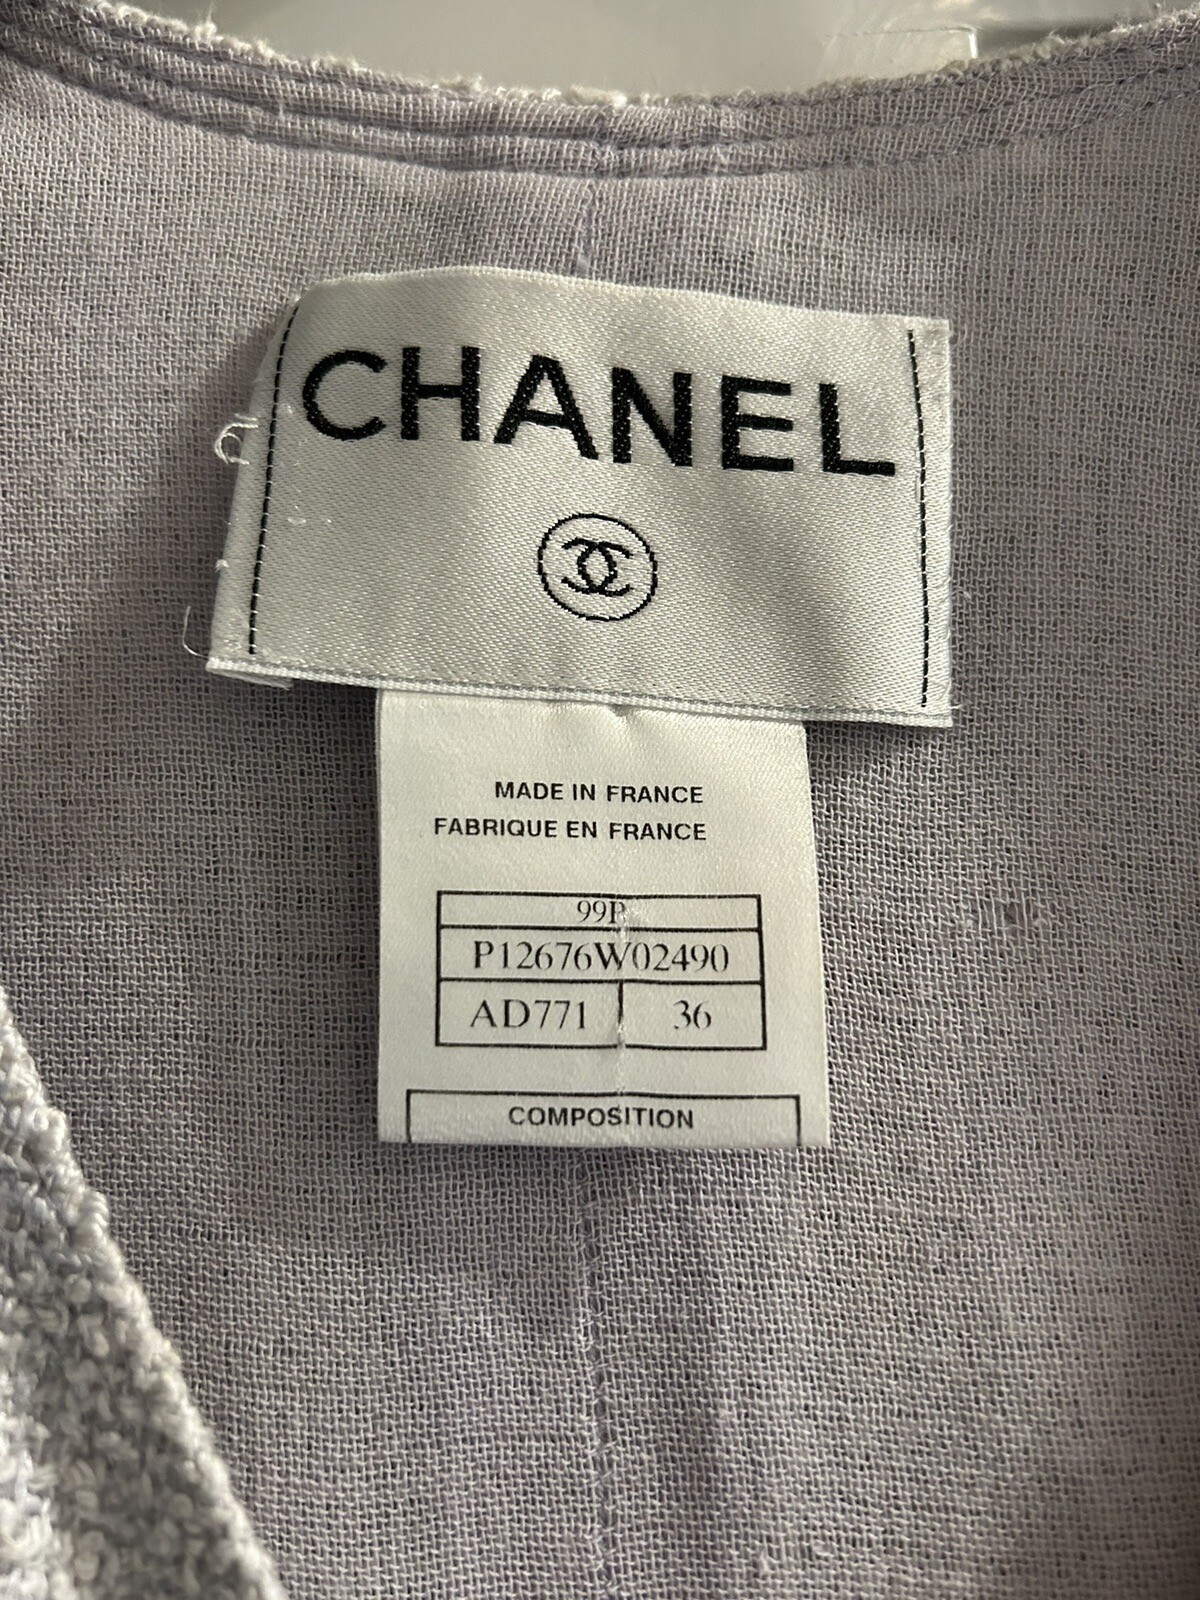 CHANEL
MADE IN FRANCE
FABRIQUE EN FRANCE
99P
P12676W02490
AD771 36
COMPOSITION